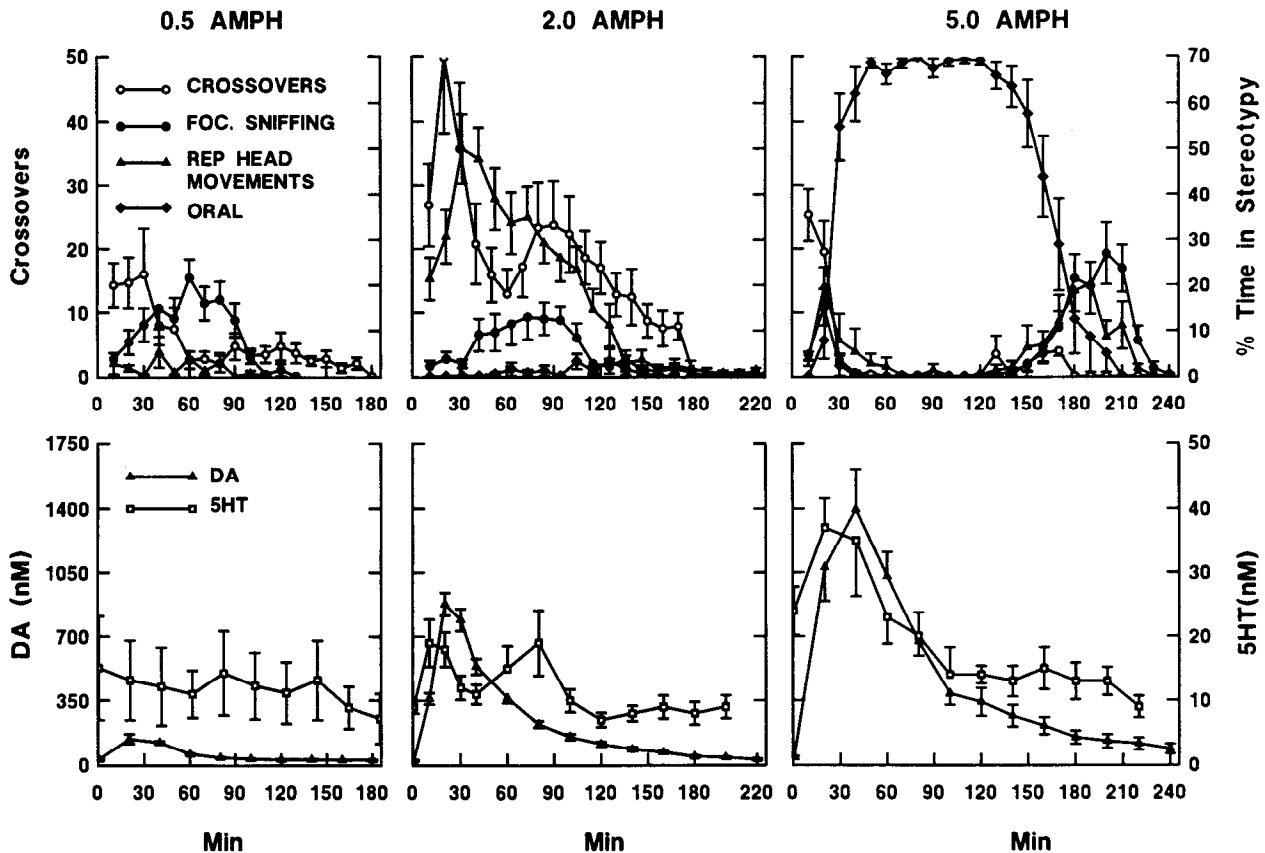 0.5 AMPH
2.0 AMPH
5.0 AMPH
Crossovers
50
40
30
20
10
0
CROSSOVERS
FOC. SNIFFING
REP HEAD
MOVEMENTS
ORAL
70
60
50
40
30
20
10
0
% Time in Stereotypy
0 30 60 90 120 150 180
0 30 60 90 120 150 180 220
0 30 60 90 120 150 180 210 240
DA (nM)
1750
1400
1050
700
350
0
DA
5HT
50
40
30
20
10
0
5HT(nM)
0 30 60 90 120 150 180
0 30 60 90 120 150 180 220
0 30 60 90 120 150 180 210 240
Min
Min